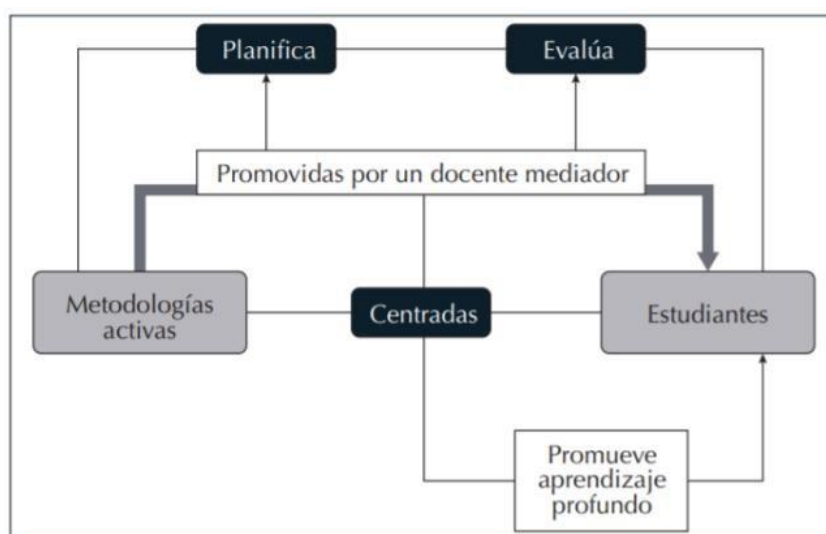 Planifica
Evalúa
Promovidas por un docente mediador
Metodologías
activas
Centradas
Estudiantes
Promueve
aprendizaje
profundo